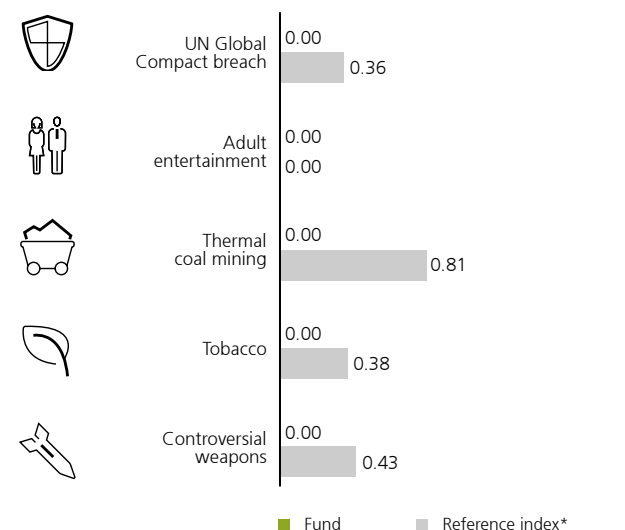 UN Global
Compact breach
0.00
0.36
Adult
entertainment
0.00
0.00
Thermal
coal mining
0.00
0.81
Tobacco
0.00
0.38
Controversial
weapons
0.00
0.43
Fund
Reference index*